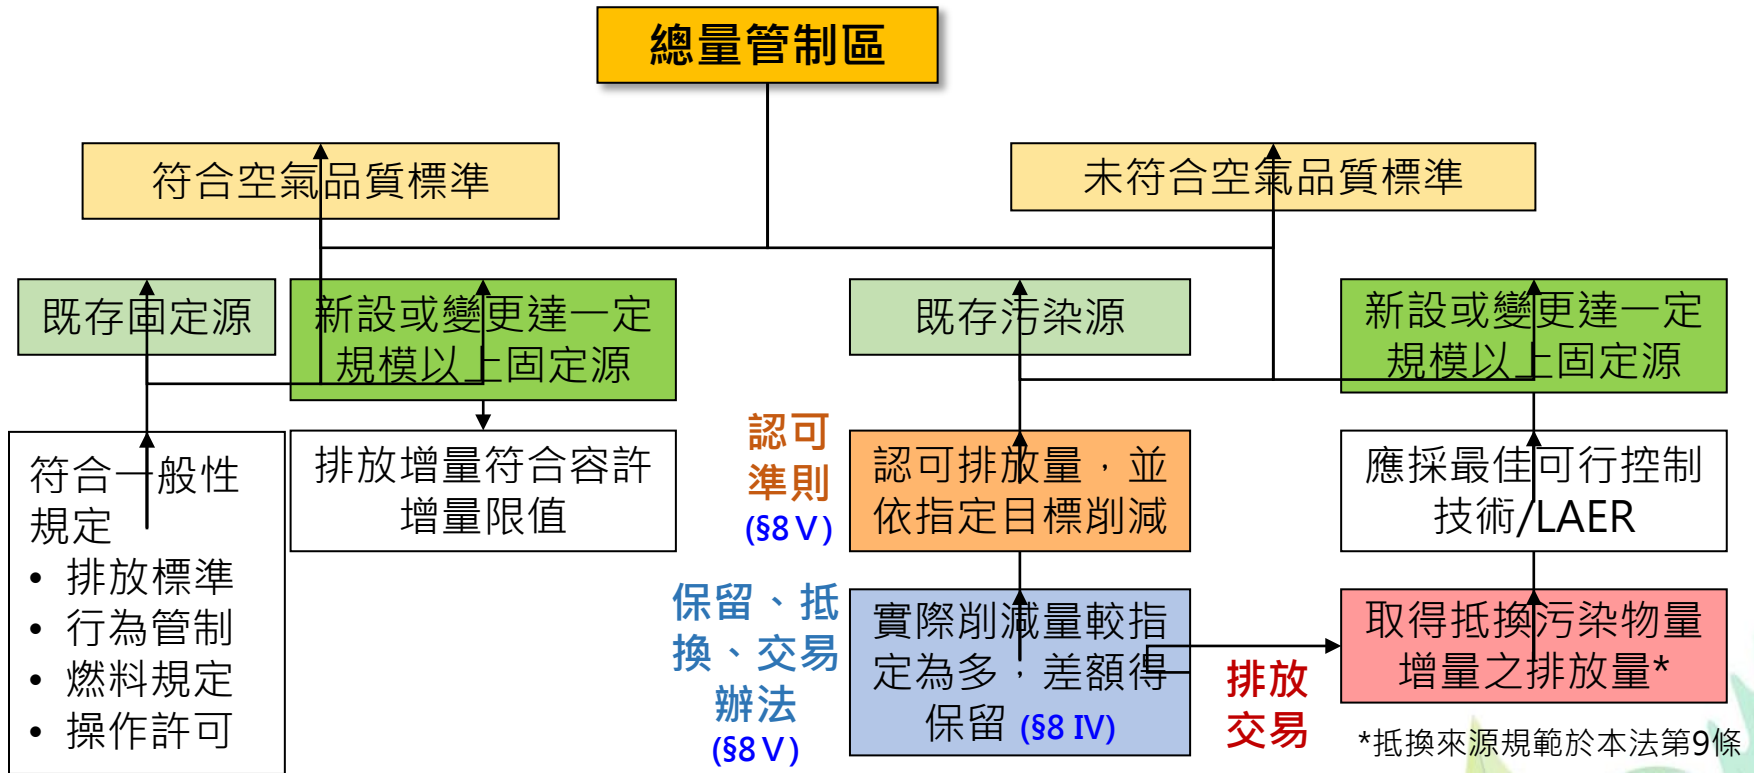 總量管制區
符合空氣品質標準
未符合空氣品質標準
既存固定源
新設或變更達一定
規模以上固定源
既存污染源
新設或變更達一定
規模以上固定源
符合一般性
規定
• 排放標準
• 行為管制
• 燃料規定
• 操作許可
排放增量符合容許
增量限值
認可
準則
(§8Ⅴ)
認可排放量，並
依指定目標削減
應採最佳可行控制
技術/LAER
保留、抵
換、交易
辦法
(§8Ⅴ)
實際削減量較指
定為多，差額得
保留 (§8 IV)
排放
交易
取得抵換污染物量
增量之排放量*
*抵換來源規範於本法第9條